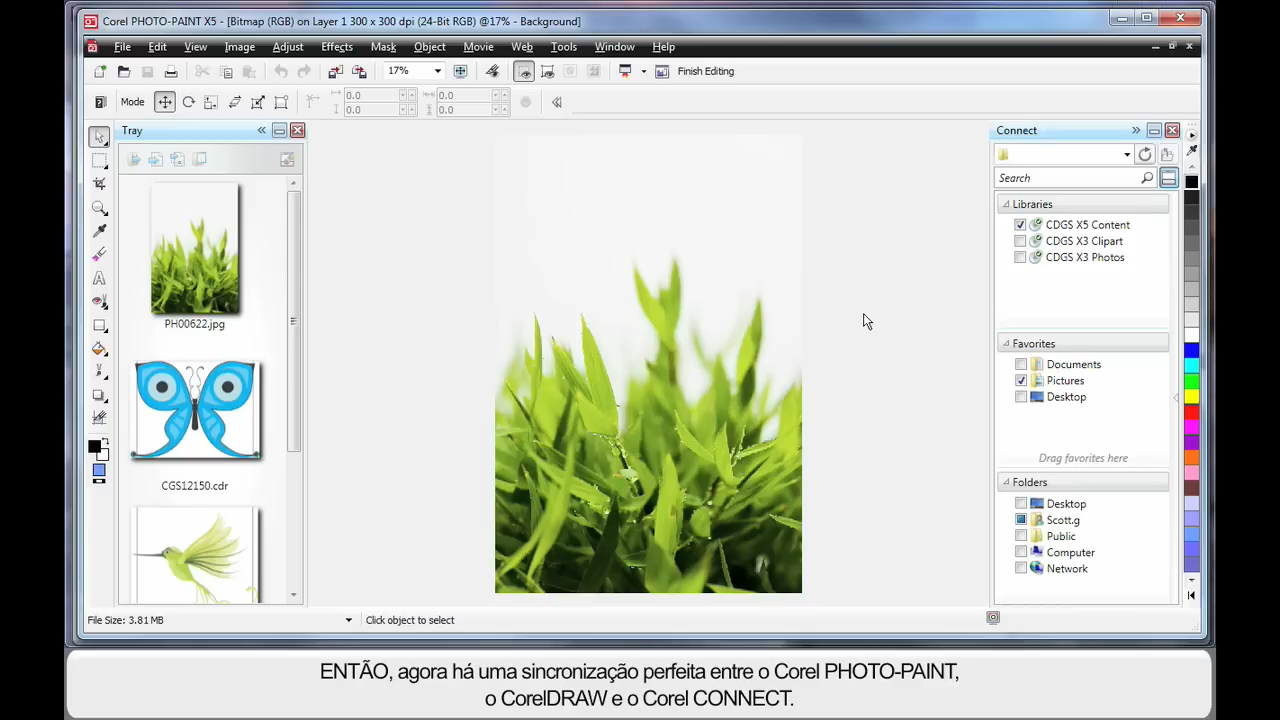 Corel PHOTO-PAINT X5 - [Bitmap (RGB) on Layer 1 300 x 300 dpi (24-Bit RGB) @17% - Background]
File Edit View Image Adjust Effects Mask Object Movie Web Tools Window Help
17% Finish Editing
Mode 0.0 0.0
0.0 0.0
Tray
PH00622.jpg
CGS12150.cdr
Connect
Search
Libraries
CDGS X5 Content
CDGS X3 Clipart
CDGS X3 Photos
Favorites
Documents
Pictures
Desktop
Drag favorites here
Folders
Desktop
Scott.g
Public
Computer
Network
File Size: 3.81 MB Click object to select
ENTÃO, agora há uma sincronização perfeita entre o Corel PHOTO-PAINT,
o CorelDRAW e o Corel CONNECT.